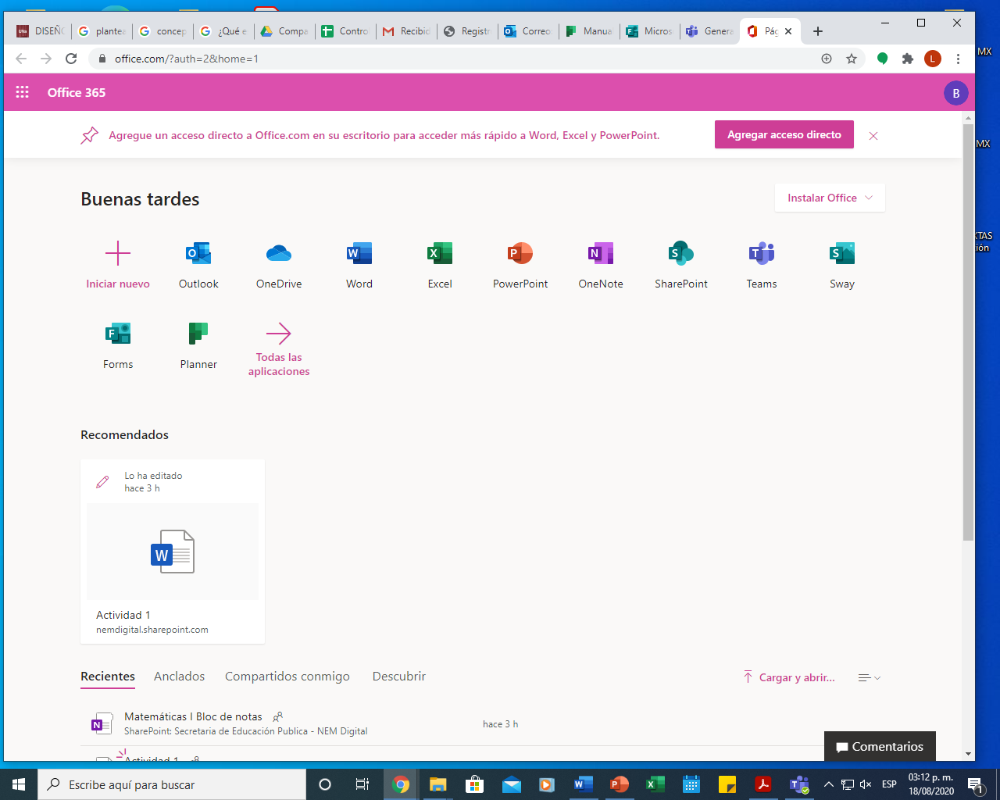 DISEÑO
plantea
concep
¿Qué e
Compa
Contro
Recibid
Registr
Correo
Manual
Micros
Genera
Pág
office.com/?auth=2&home=1
L
MX
Office 365
B
Agregue un acceso directo a Office.com en su escritorio para acceder más rápido a Word, Excel y PowerPoint.
Agregar acceso directo
MX
Buenas tardes
Instalar Office
XTAS
ión
Iniciar nuevo
Outlook
OneDrive
Word
Excel
PowerPoint
OneNote
SharePoint
Teams
Sway
Forms
Planner
Todas las
aplicaciones
Recomendados
Lo ha editado
hace 3 h
Actividad 1
nemdigital.sharepoint.com
Recientes
Anclados
Compartidos conmigo
Descubrir
Cargar y abrir...
Matemáticas I Bloc de notas
SharePoint: Secretaria de Educación Publica - NEM Digital
hace 3 h
Actividad 1
Comentarios
Escribe aquí para buscar
ESP
03:12 p. m.
18/08/2020
1